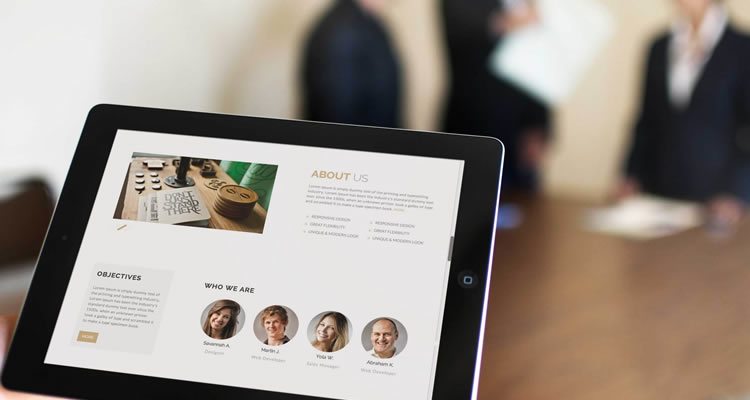 ABOUT US
Lorem Ipsum is simply dummy text of the printing and typesetting
industry. Lorem Ipsum has been the industry's standard dummy text ever since
the 1500s, when an unknown printer took a galley of type and
scrambled it to make a type specimen book.
RESPONSIVE DESIGN
GREAT FLEXIBILITY
UNIQUE & MODERN LOOK
RESPONSIVE DESIGN
GREAT FLEXIBILITY
UNIQUE & MODERN LOOK
OBJECTIVES
Lorem Ipsum is simply
dummy text of the printing
and typesetting industry.
Lorem Ipsum has been the
industry's standard
dummy text ever since the
1500s, when an unknown
printer took a galley
of type and scrambled it to
make a type specimen book.
MORE
WHO WE ARE
Savannah A.
Designer
Martin J.
Web Developer
Yola W.
Sales Manager
Abraham K.
Web Developer